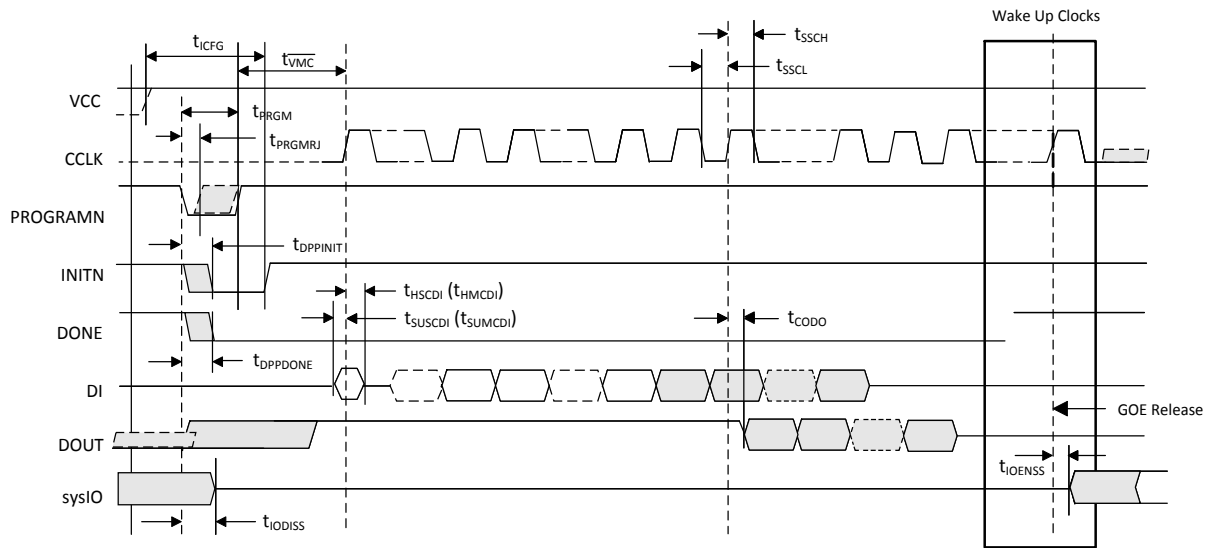 Wake Up Clocks
tICFG
tVMC
tSSCH
tSSCL
VCC
tPRGM
tPRGMRJ
CCLK
PROGRAMN
tDPPINIT
INITN
tHSCDI (tHMCDI)
tSUSCDI (tSUMCDI)
tCODO
DONE
tDPPDONE
DI
GOE Release
DOUT
tIOENSS
sysIO
tIODISS